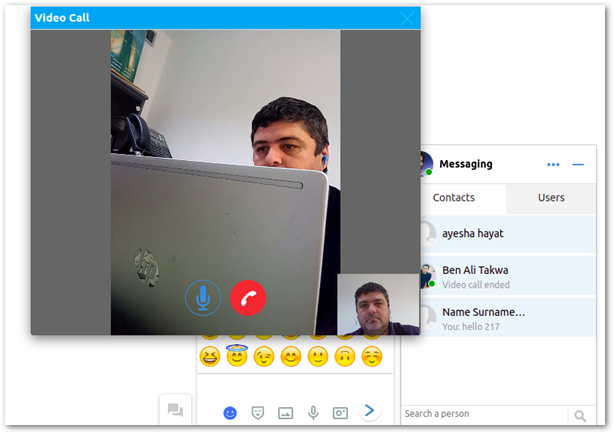 Video Call
Messaging
Contacts
Users
ayesha hayat
Ben Ali Takwa
Video call ended
Name Surname...
You: hello 217
Search a person
hp